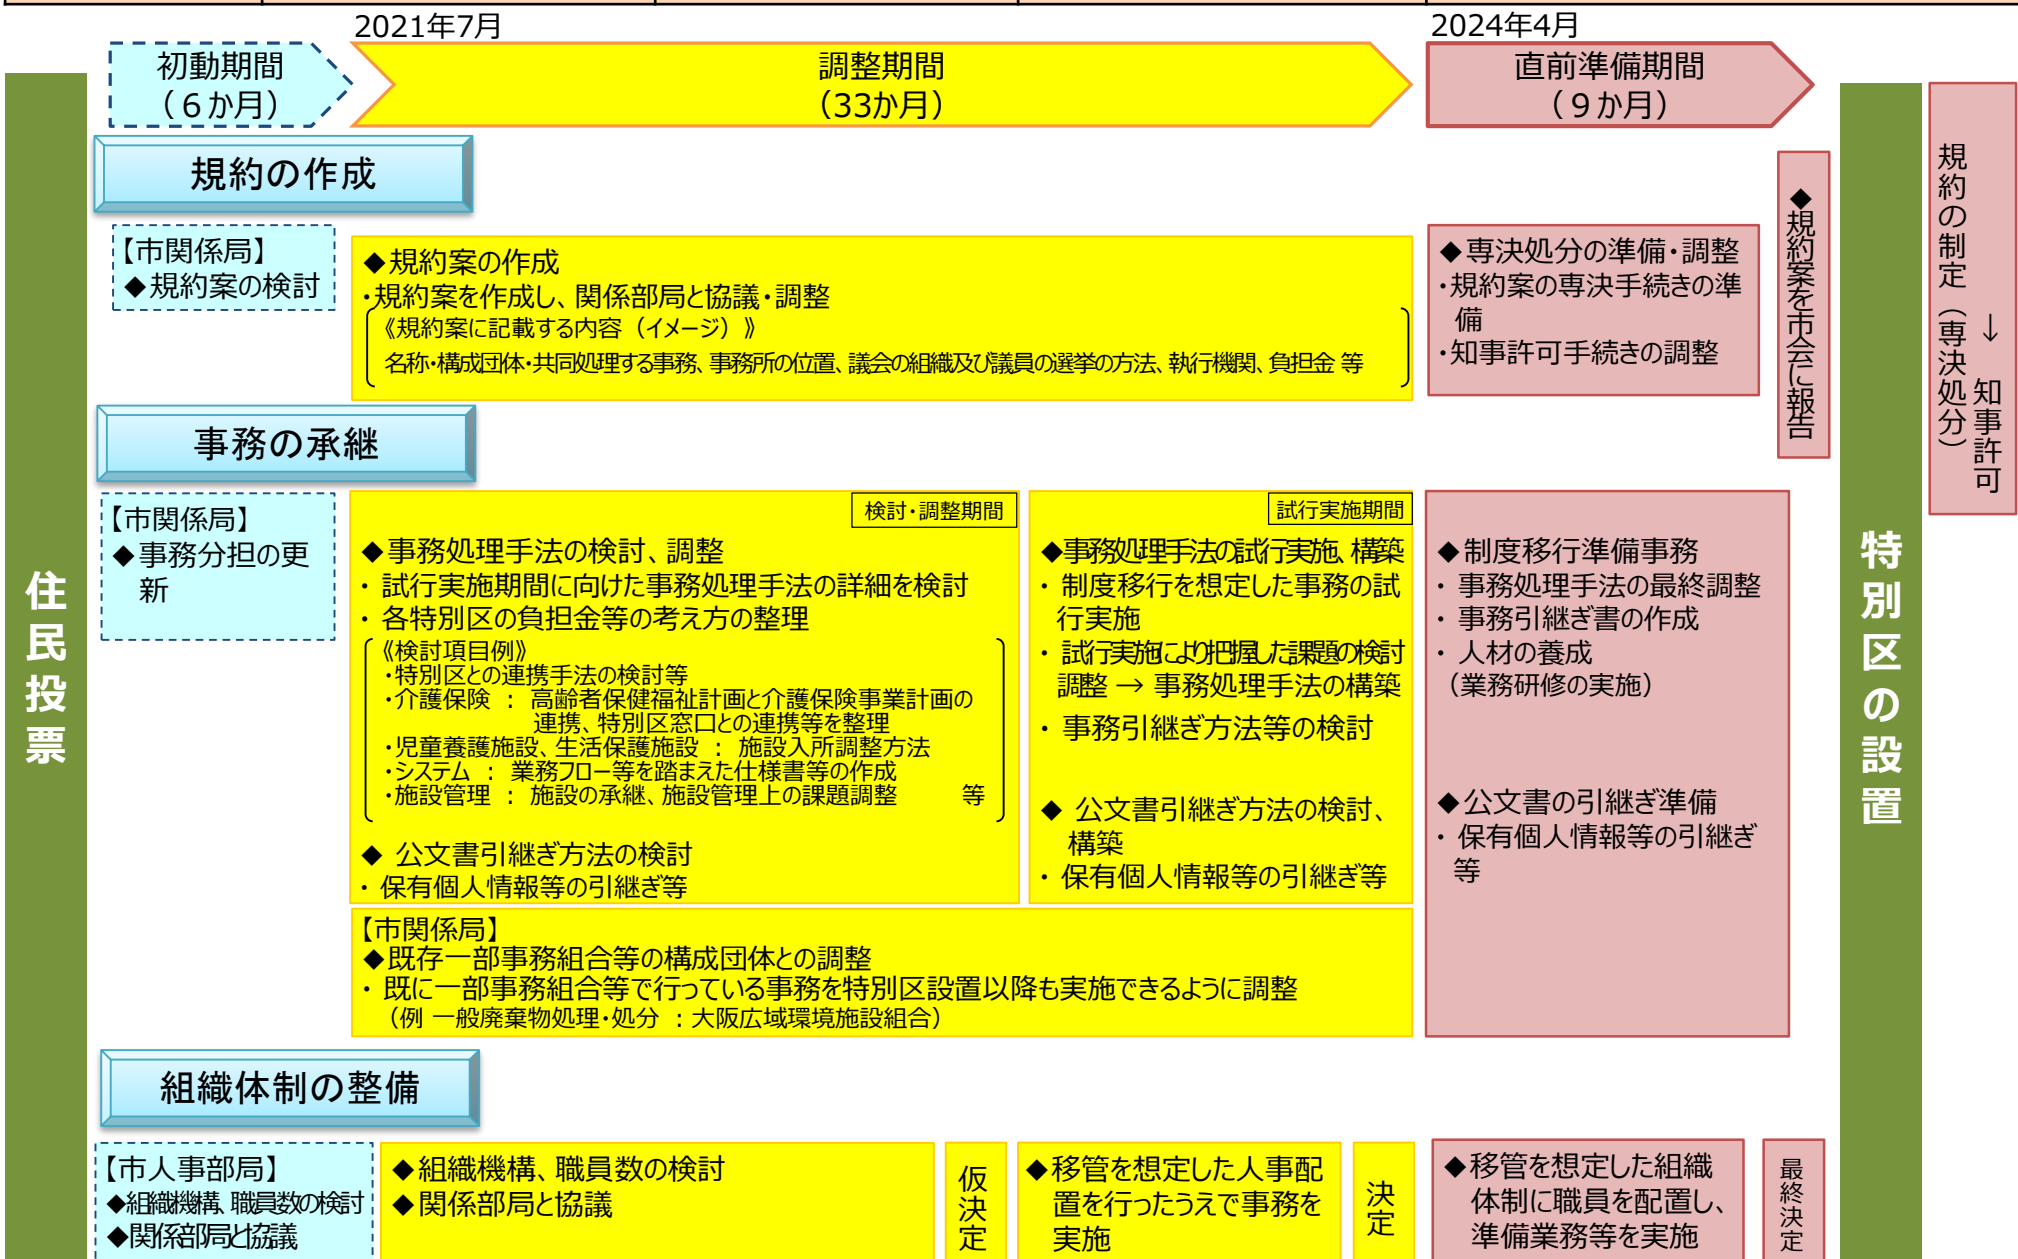 2021年7月
2024年4月
初動期間
（６か月）
調整期間
（33か月）
直前準備期間
（９か月）
住民投票
特別区の設置
規約の制定（専決処分）
↓　知事許可
規約の作成
【市関係局】
◆規約案の検討
◆規約案の作成
・規約案を作成し、関係部局と協議・調整
《規約案に記載する内容（イメージ）》
名称・構成団体・共同処理する事務、事務所の位置、議会の組織及び議員の選挙の方法、執行機関、負担金 等
◆専決処分の準備・調整
・規約案の専決手続きの準
備
・知事許可手続きの調整
◆規約案を市会に報告
事務の承継
【市関係局】
◆事務分担の更
新
検討・調整期間
◆事務処理手法の検討、調整
・ 試行実施期間に向けた事務処理手法の詳細を検討
・ 各特別区の負担金等の考え方の整理
《検討項目例》
・特別区との連携手法の検討等
・介護保険 ： 高齢者保健福祉計画と介護保険事業計画の
連携、特別区窓口との連携等を整理
・児童養護施設、生活保護施設 ： 施設入所調整方法
・システム ： 業務フロー等を踏まえた仕様書等の作成
・施設管理 ： 施設の承継、施設管理上の課題調整 等
◆ 公文書引継ぎ方法の検討
・ 保有個人情報等の引継ぎ等
試行実施期間
◆事務処理手法の試行実施、構築
・ 制度移行を想定した事務の試
行実施
・ 試行実施により把握した課題の検討
調整 → 事務処理手法の構築
・ 事務引継ぎ方法等の検討
◆ 公文書引継ぎ方法の検討、
構築
・ 保有個人情報等の引継ぎ等
◆制度移行準備事務
・ 事務処理手法の最終調整
・ 事務引継ぎ書の作成
・ 人材の養成
（業務研修の実施）
◆公文書の引継ぎ準備
・ 保有個人情報等の引継ぎ
等
【市関係局】
◆既存一部事務組合等の構成団体との調整
・ 既に一部事務組合等で行っている事務を特別区設置以降も実施できるように調整
（例 一般廃棄物処理・処分 ：大阪広域環境施設組合）
組織体制の整備
【市人事部局】
◆組織機構、職員数の検討
◆関係部局と協議
◆組織機構、職員数の検討
◆関係部局と協議
仮決定
◆移管を想定した人事配
置を行ったうえで事務を
実施
決定
◆移管を想定した組織
体制に職員を配置し、
準備業務等を実施
最終決定